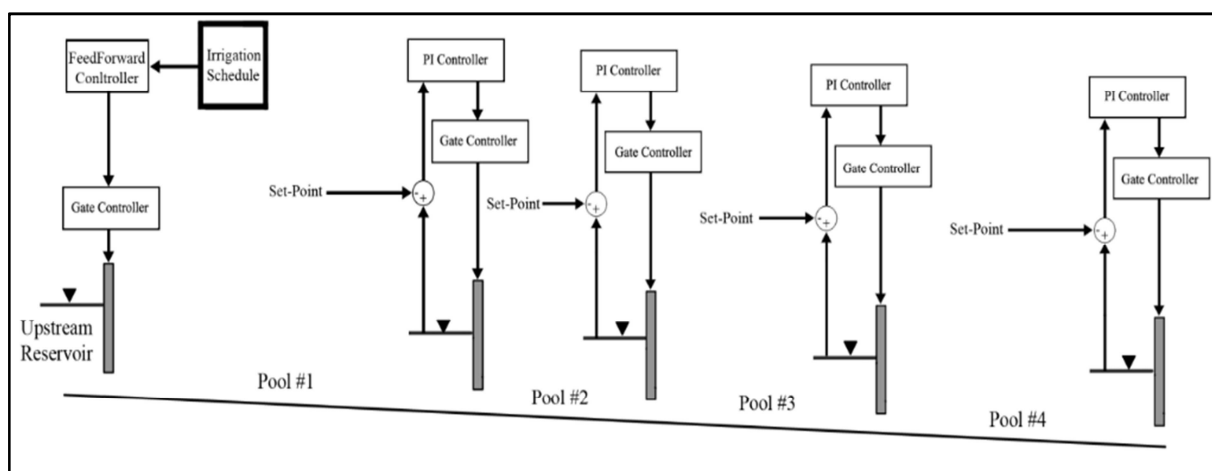 FeedForward
Conltroller
Irrigation
Schedule
Gate Controller
Upstream
Reservoir
PI Controller
Gate Controller
Set-Point
-
+
Pool #1
PI Controller
Gate Controller
Set-Point
-
+
Pool #2
PI Controller
Gate Controller
Set-Point
-
+
Pool #3
PI Controller
Gate Controller
Set-Point
-
+
Pool #4